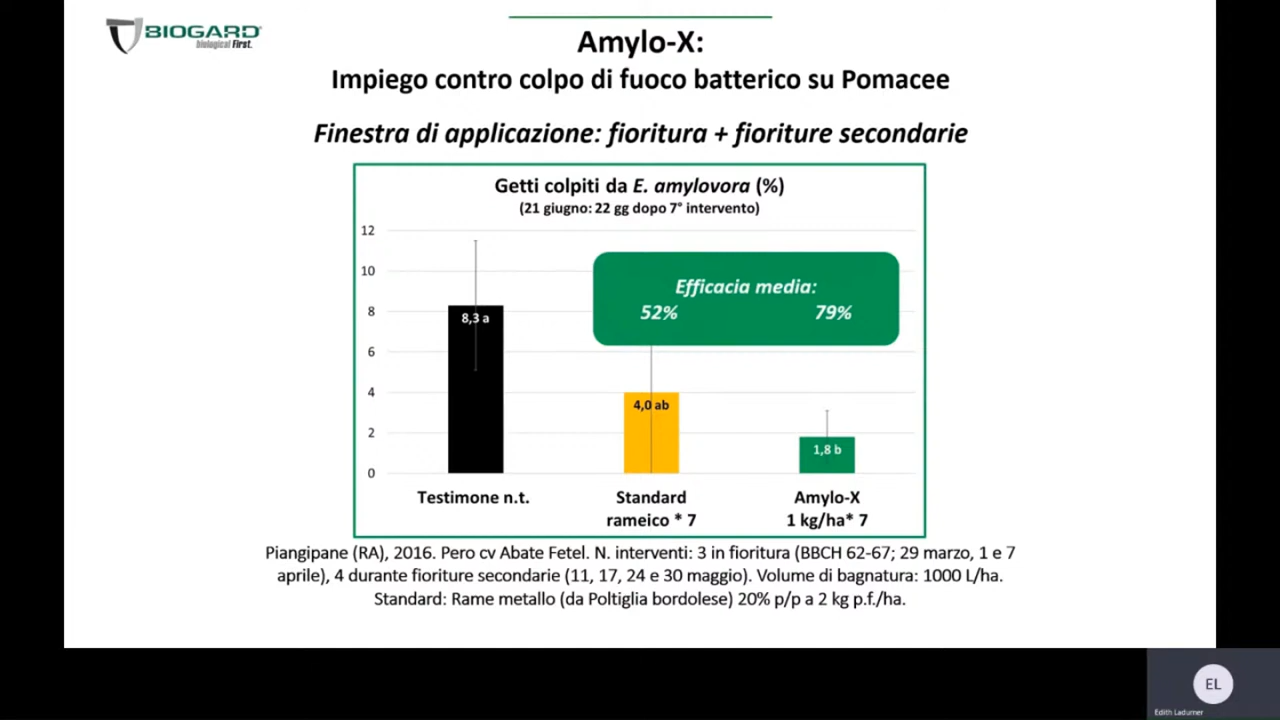 BIOGARD
biological First.
Amylo-X:
Impiego contro colpo di fuoco batterico su Pomacee
Finestra di applicazione: fioritura + fioriture secondarie
Getti colpiti da E. amylovora (%)
(21 giugno: 22 gg dopo 7° intervento)
12
10
8
6
4
2
0
Efficacia media:
52% 79%
8,3 a
4,0 ab
1,8 b
Testimone n.t.
Standard
rameico * 7
Amylo-X
1 kg/ha* 7
Piangipane (RA), 2016. Pero cv Abate Fetel. N. interventi: 3 in fioritura (BBCH 62-67; 29 marzo, 1 e 7
aprile), 4 durante fioriture secondarie (11, 17, 24 e 30 maggio). Volume di bagnatura: 1000 L/ha.
Standard: Rame metallo (da Poltiglia bordolese) 20% p/p a 2 kg p.f./ha.
EL
Edith Ladurner